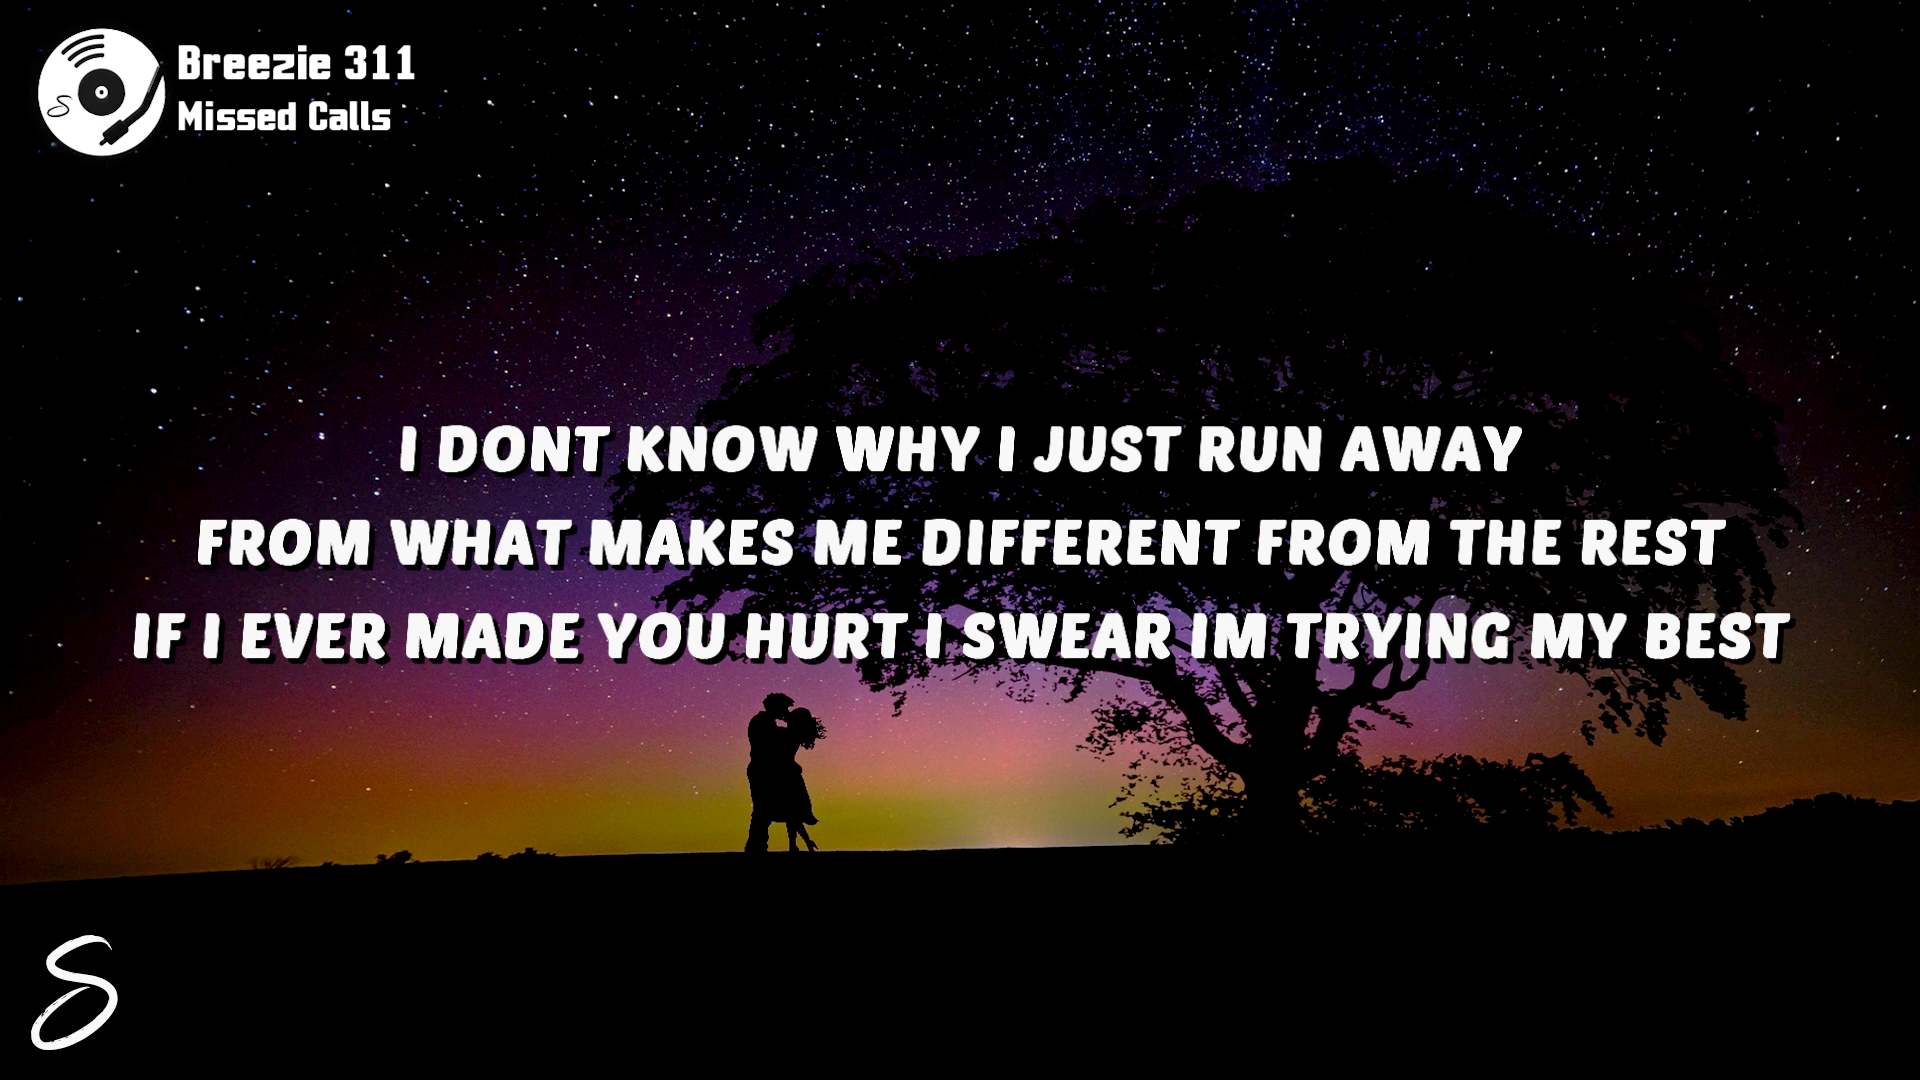 Breezie 311
Missed Calls
I DONT KNOW WHY I JUST RUN AWAY
FROM WHAT MAKES ME DIFFERENT FROM THE REST
IF I EVER MADE YOU HURT I SWEAR IM TRYING MY BEST
S